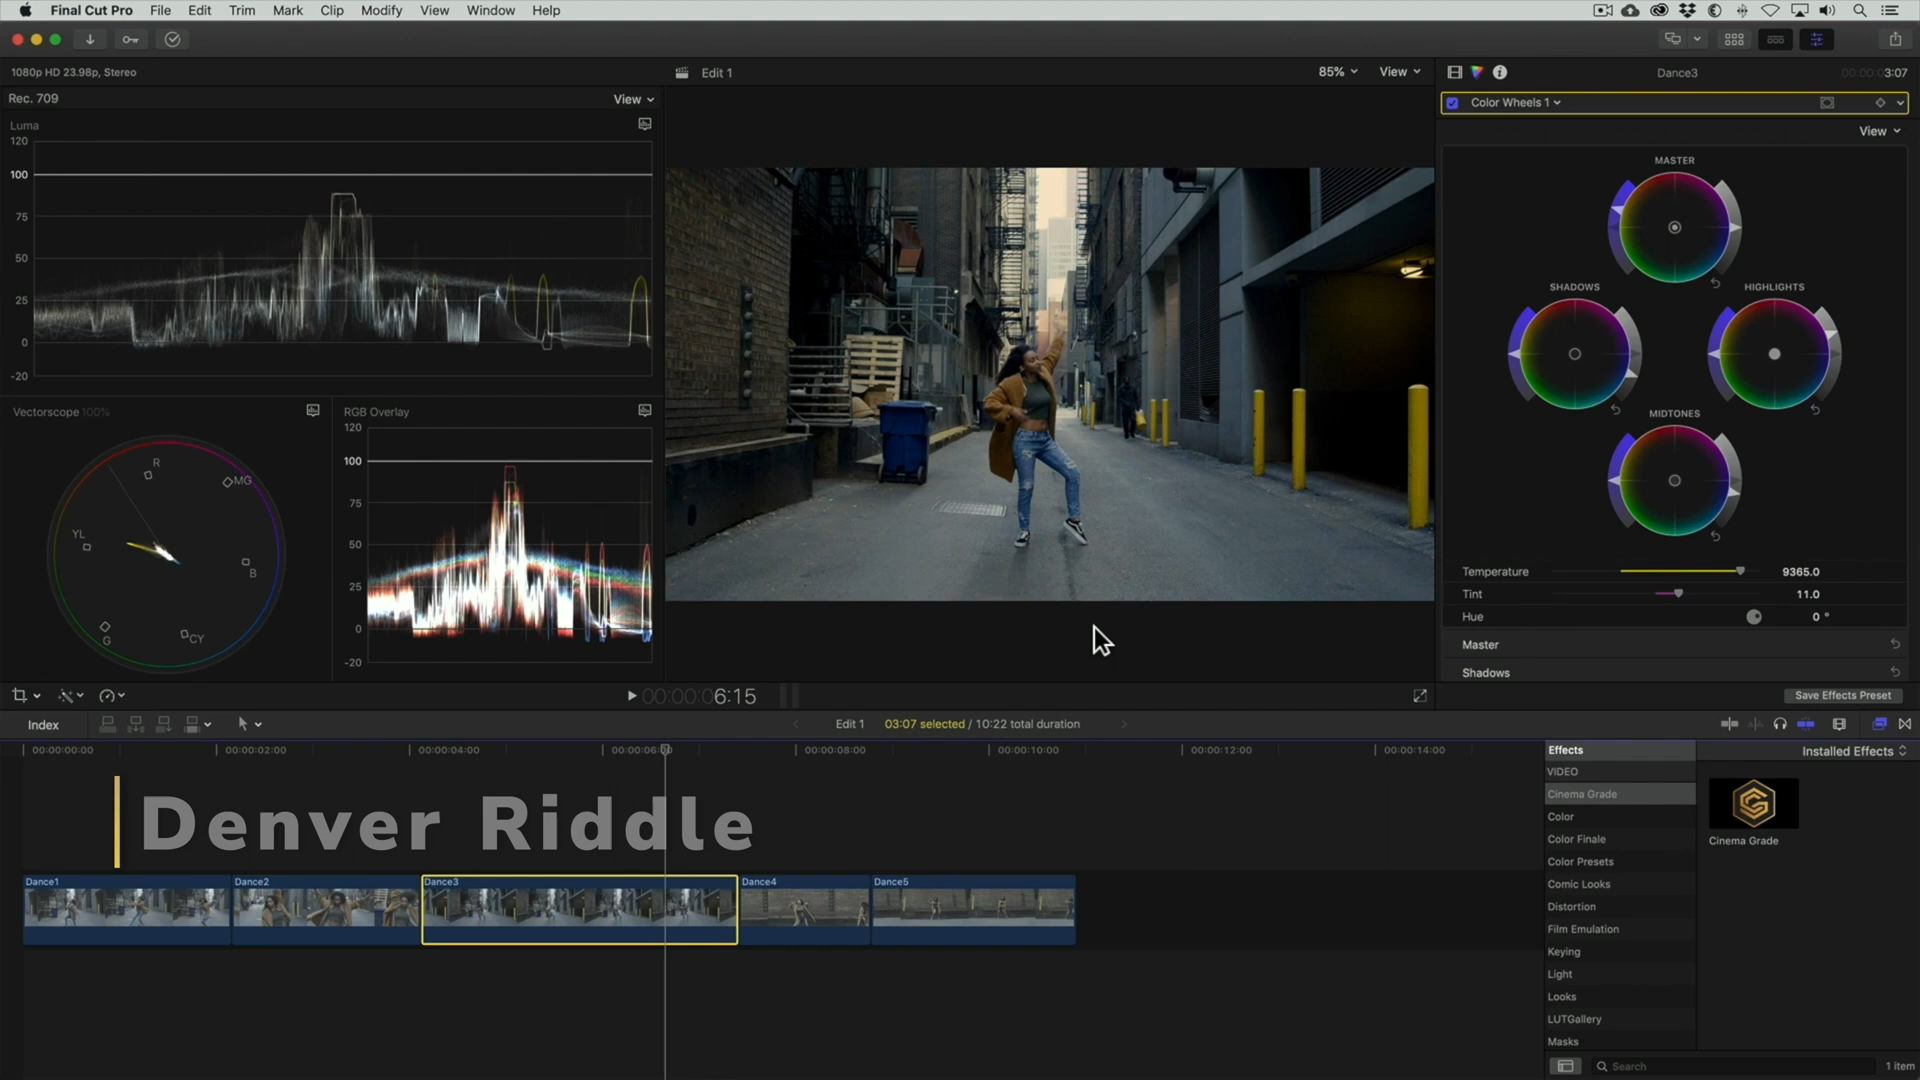 Final Cut Pro File Edit Trim Mark Clip Modify View Window Help
1080p HD 23.98p, Stereo
Edit 1
85%
View
Dance3
00:00:03:07
Rec. 709
View
Color Wheels 1
View
Luma
120
100
75
50
25
0
-20
MASTER
SHADOWS
HIGHLIGHTS
MIDTONES
Vectorscope 100%
R
MG
YL
B
G
CY
RGB Overlay
120
100
75
50
25
0
-20
Temperature 9365.0
Tint 11.0
Hue 0 °
Master
Shadows
Save Effects Preset
00:00:06:15
Index
Edit 1
03:07 selected / 10:22 total duration
00:00:00:00 00:00:02:00 00:00:04:00 00:00:06:00 00:00:08:00 00:00:10:00 00:00:12:00 00:00:14:00
Denver Riddle
Dance1 Dance2 Dance3 Dance4 Dance5
Effects
Installed Effects
VIDEO
Cinema Grade
Color
Color Finale
Color Presets
Comic Looks
Distortion
Film Emulation
Keying
Light
Looks
LUTGallery
Masks
Cinema Grade
Search
1 item